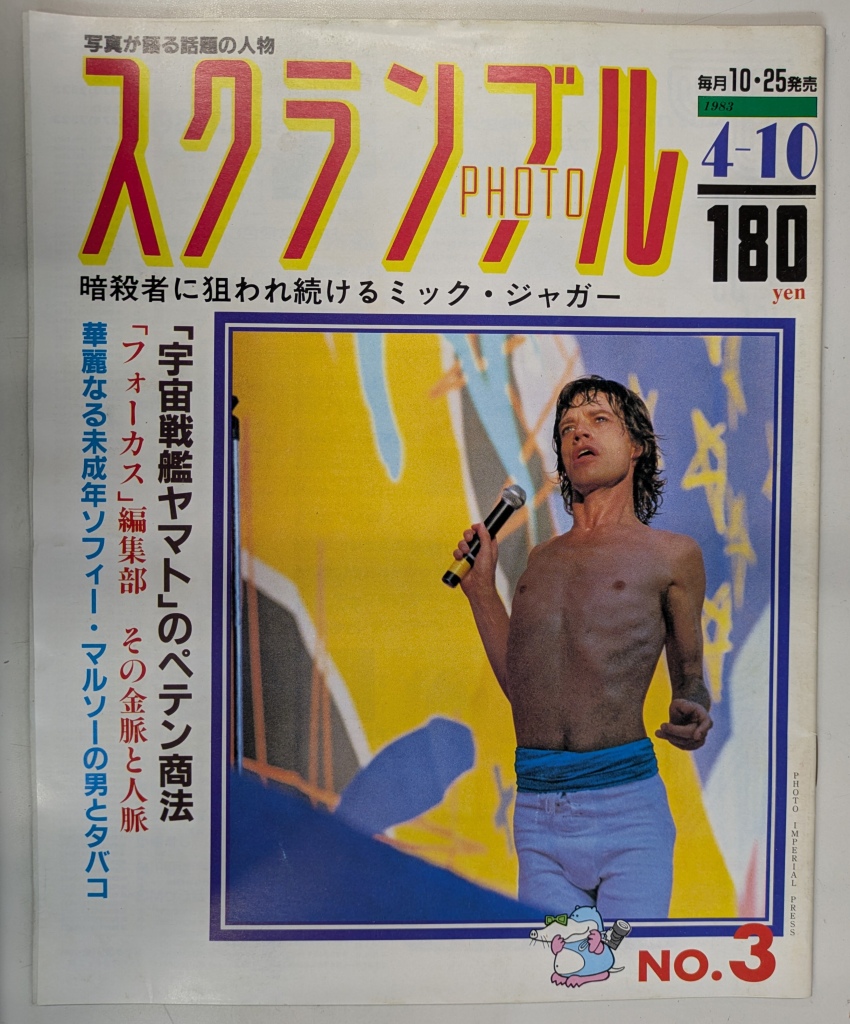 写真が語る話題の人物
スクランブル
PHOTO
毎月10・25発売
1983
4-10
180
yen
暗殺者に狙われ続けるミック・ジャガー
「宇宙戦艦ヤマト」のペテン商法
「フォーカス」編集部 その金脈と人脈
華麗なる未成年ソフィー・マルソーの男とタバコ
PHOTO IMPERIAL PRESS
NO.3